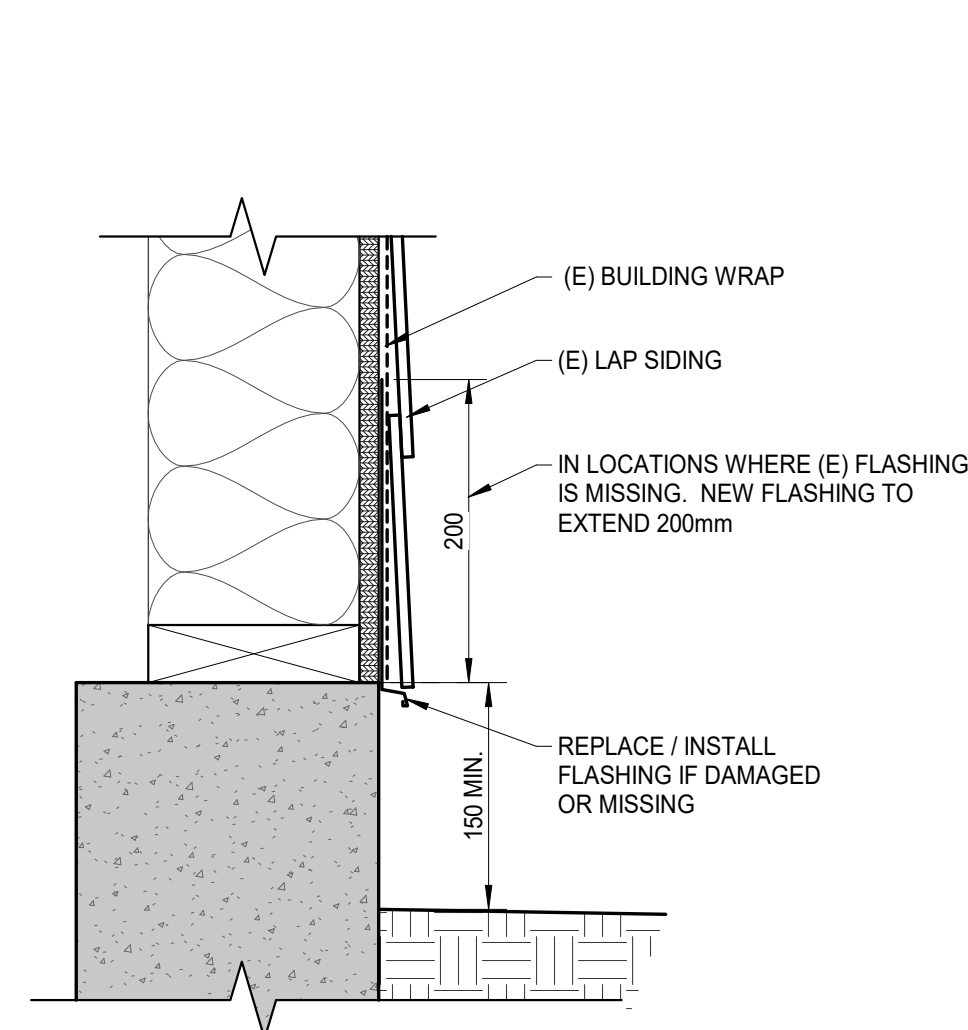 (E) BUILDING WRAP
(E) LAP SIDING
IN LOCATIONS WHERE (E) FLASHING
IS MISSING.  NEW FLASHING TO
EXTEND 200mm
200
REPLACE / INSTALL
FLASHING IF DAMAGED
OR MISSING
150 MIN.